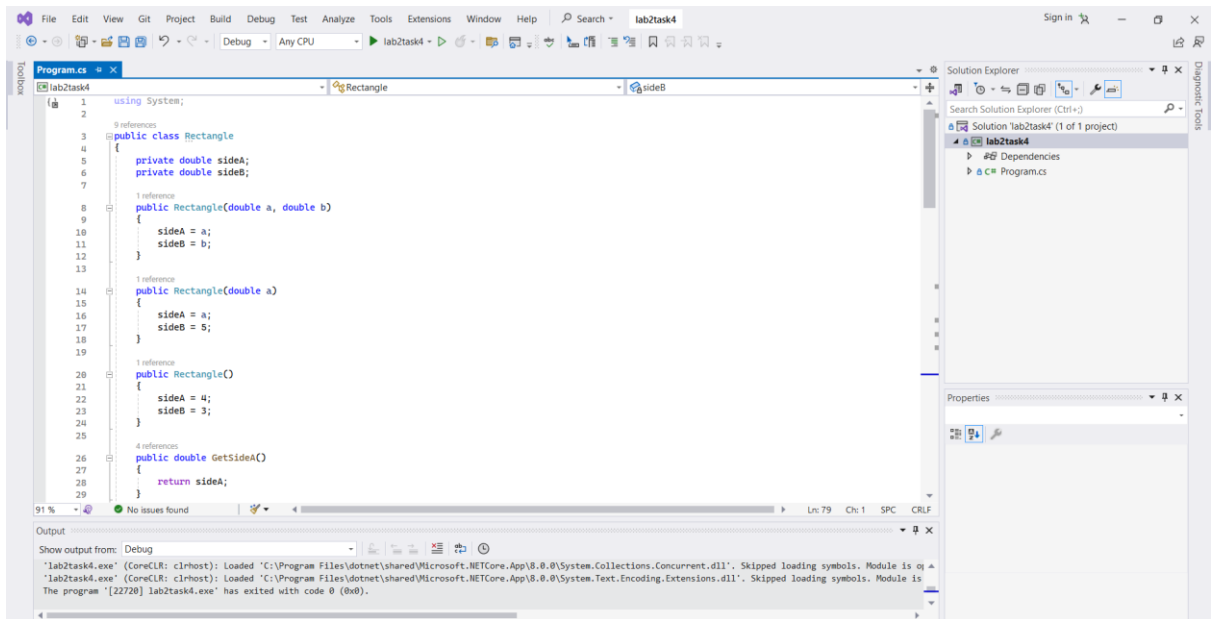 File Edit View Git Project Build Debug Test Analyze Tools Extensions Window Help Search lab2task4 Sign in
Debug Any CPU lab2task4
Toolbox
Program.cs
lab2task4 Rectangle sideB
1 using System;
2
9 references
3 public class Rectangle
4 {
5 private double sideA;
6 private double sideB;
7
1 reference
8 public Rectangle(double a, double b)
9 {
10 sideA = a;
11 sideB = b;
12 }
13
1 reference
14 public Rectangle(double a)
15 {
16 sideA = a;
17 sideB = 5;
18 }
19
1 reference
20 public Rectangle()
21 {
22 sideA = 4;
23 sideB = 3;
24 }
25
4 references
26 public double GetSideA()
27 {
28 return sideA;
29 }
91 % No issues found Ln: 79 Ch: 1 SPC CRLF
Output
Show output from: Debug
'lab2task4.exe' (CoreCLR: clrhost): Loaded 'C:\Program Files\dotnet\shared\Microsoft.NETCore.App\8.0.0\System.Collections.Concurrent.dll'. Skipped loading symbols. Module is
'lab2task4.exe' (CoreCLR: clrhost): Loaded 'C:\Program Files\dotnet\shared\Microsoft.NETCore.App\8.0.0\System.Text.Encoding.Extensions.dll'. Skipped loading symbols. Module is
The program '[22720] lab2task4.exe' has exited with code 0 (0x0).
Solution Explorer
Search Solution Explorer (Ctrl+;)
Solution 'lab2task4' (1 of 1 project)
lab2task4
Dependencies
C# Program.cs
Properties
Diagnostic Tools